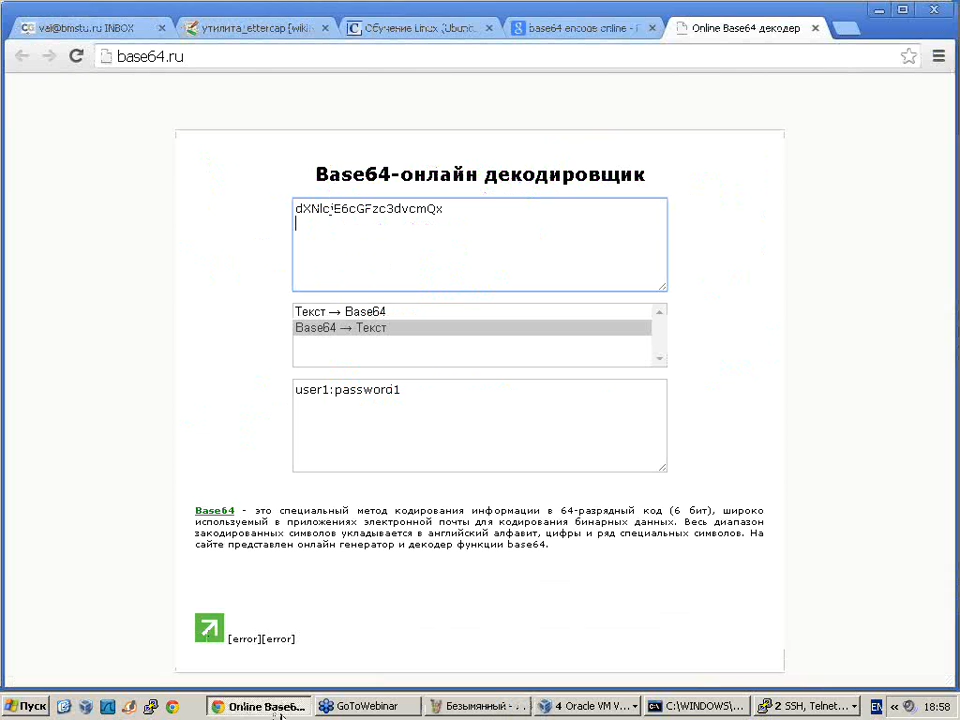 vai@bmstu.ru INBOX
утилита_ettercap [wiki
Обучение Linux (Ubunt
base64 encode online - F
Online Base64 декодер
base64.ru
Base64-онлайн декодировщик
dXNlcjE6cGFzc3dvcmQx
Текст → Base64
Base64 → Текст
user1:password1
Base64 - это специальный метод кодирования информации в 64-разрядный код (6 бит), широко
используемый в приложениях электронной почты для кодирования бинарных данных. Весь диапазон
закодированных символов укладывается в английский алфавит, цифры и ряд специальных символов. На
сайте представлен онлайн генератор и декодер функции base64.
[error][error]
Пуск
Online Base6...
GoToWebinar
Безымянный - ...
4 Oracle VM V...
C:\WINDOWS\...
2 SSH, Telnet...
EN
18:58